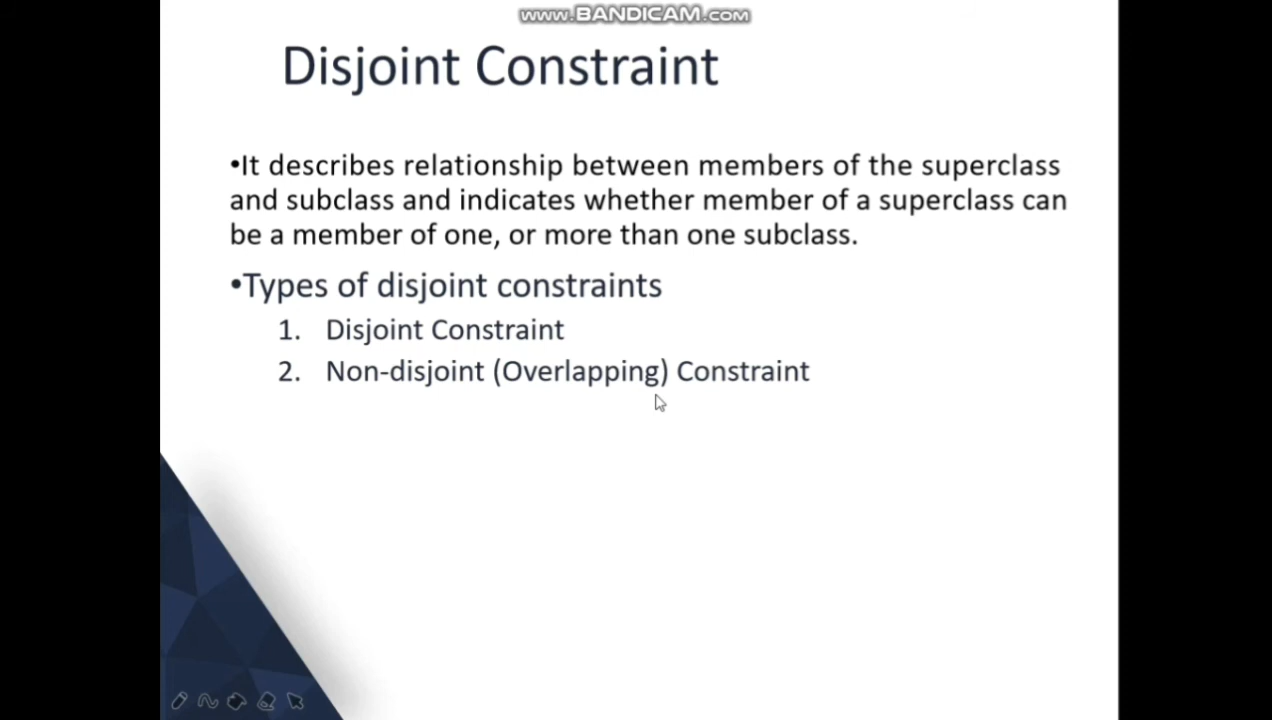 www.BANDICAM.com
Disjoint Constraint
•It describes relationship between members of the superclass
and subclass and indicates whether member of a superclass can
be a member of one, or more than one subclass.
•Types of disjoint constraints
1. Disjoint Constraint
2. Non-disjoint (Overlapping) Constraint